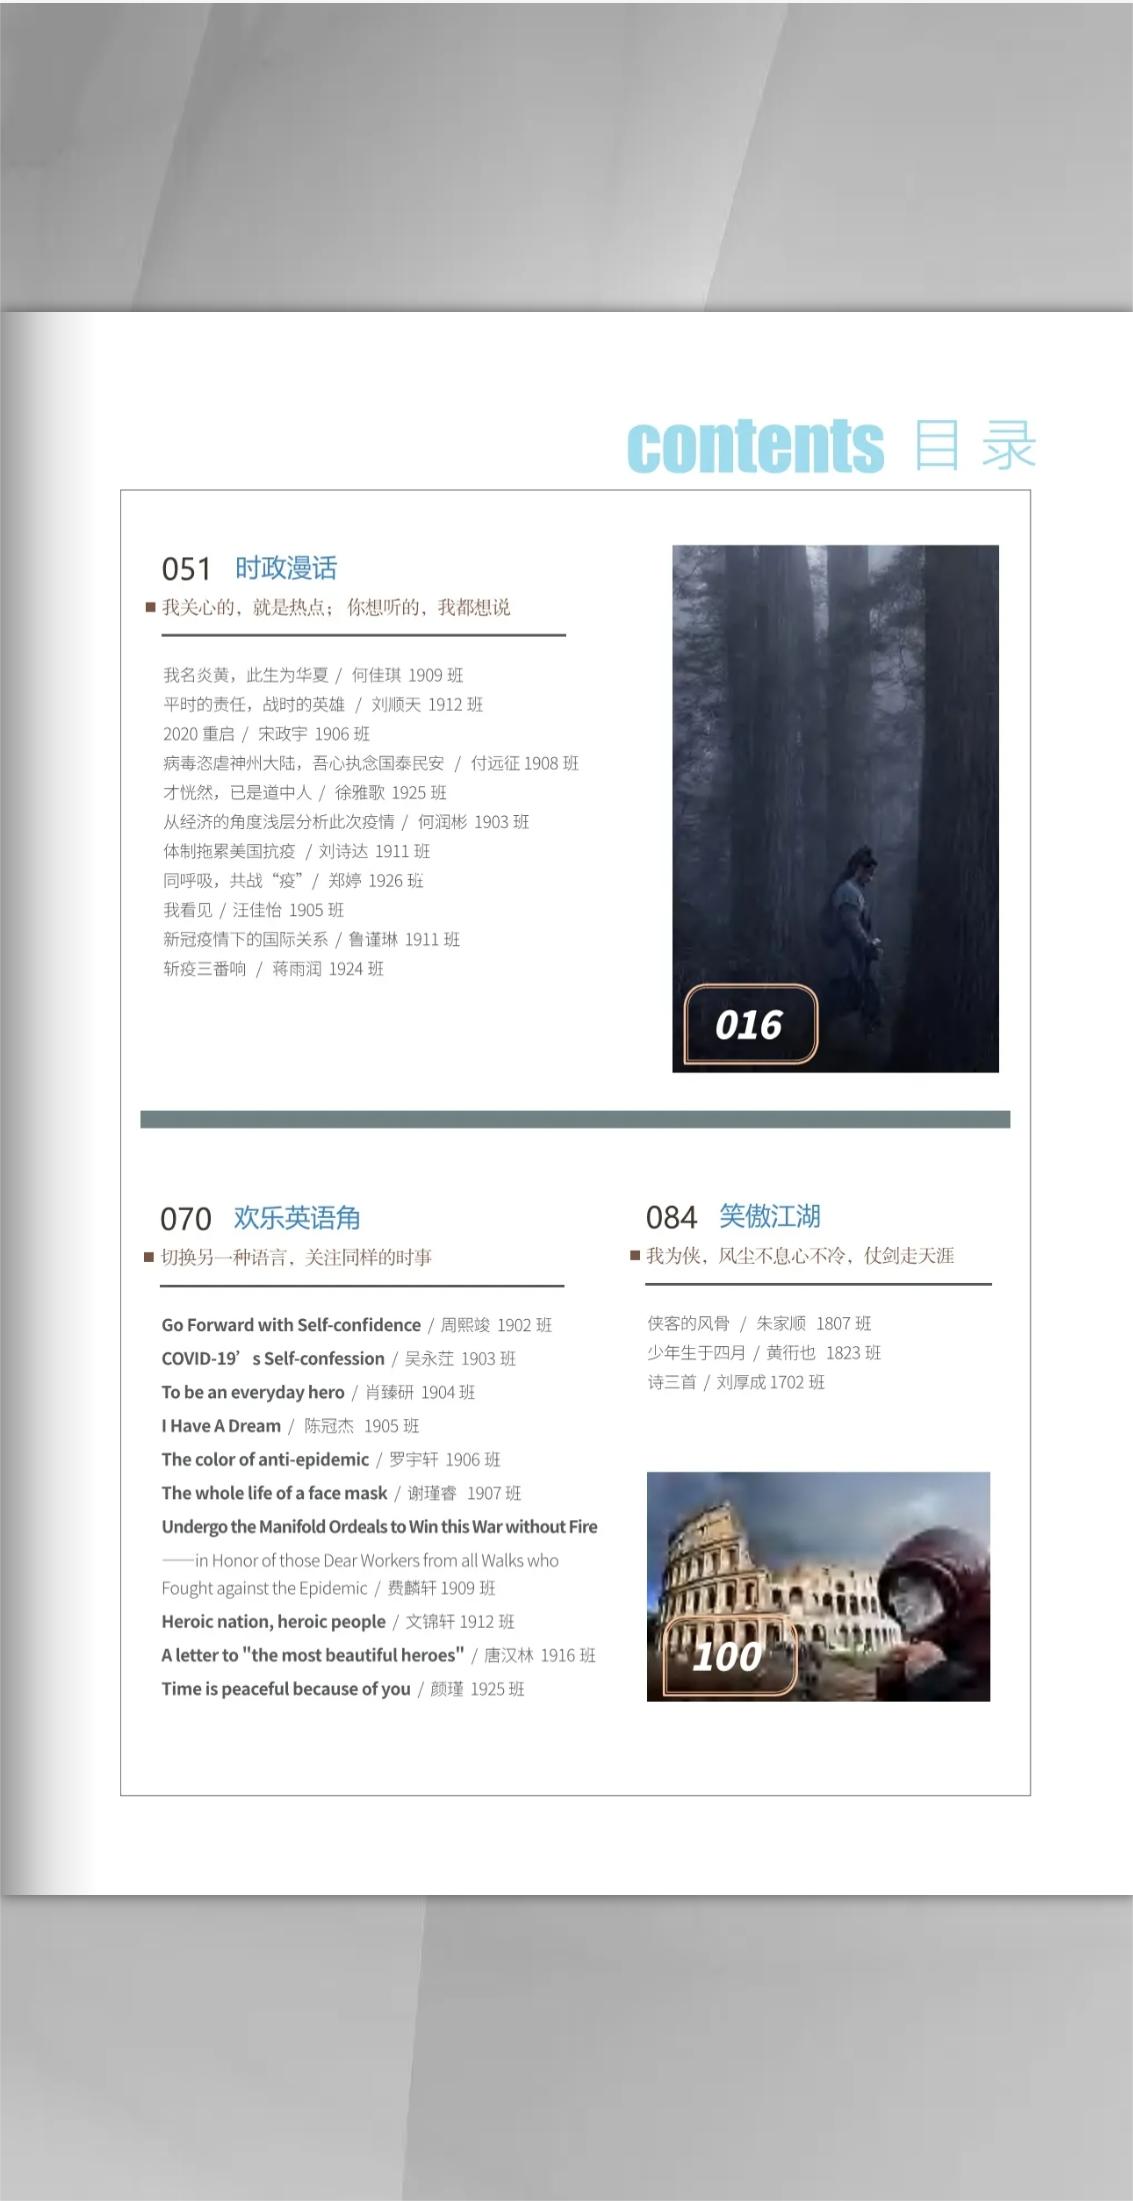 contents 目录
051 时政漫话
我关心的，就是热点； 你想听的，我都想说
我名炎黄，此生为华夏 / 何佳琪 1909 班
平时的责任，战时的英雄 / 刘顺天 1912 班
2020 重启 / 宋政宇 1906 班
病毒恣虐神州大陆，吾心执念国泰民安 / 付远征 1908 班
才恍然，已是道中人 / 徐雅歌 1925 班
从经济的角度浅层分析此次疫情 / 何润彬 1903 班
体制拖累美国抗疫 / 刘诗达 1911 班
同呼吸，共战“疫” / 郑婷 1926 班
我看见 / 汪佳怡 1905 班
新冠疫情下的国际关系 / 鲁谨琳 1911 班
斩疫三番响 / 蒋雨润 1924 班
016
070 欢乐英语角
切换另一种语言，关注同样的时事
Go Forward with Self-confidence / 周熙竣 1902 班
COVID-19’s Self-confession / 吴永茳 1903 班
To be an everyday hero / 肖臻研 1904 班
I Have A Dream / 陈冠杰 1905 班
The color of anti-epidemic / 罗宇轩 1906 班
The whole life of a face mask / 谢瑾睿 1907 班
Undergo the Manifold Ordeals to Win this War without Fire
——in Honor of those Dear Workers from all Walks who
Fought against the Epidemic / 费麟轩 1909 班
Heroic nation, heroic people / 文锦轩 1912 班
A letter to "the most beautiful heroes" / 唐汉林 1916 班
Time is peaceful because of you / 颜瑾 1925 班
084 笑傲江湖
我为侠，风尘不息心不冷，仗剑走天涯
侠客的风骨 / 朱家顺 1807 班
少年生于四月 / 黄衍也 1823 班
诗三首 / 刘厚成 1702 班
100